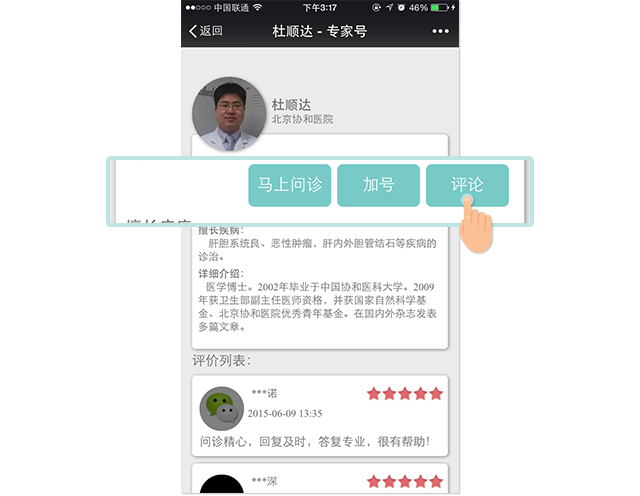 中国联通
下午3:17
46%
返回
杜顺达 - 专家号
杜顺达
北京协和医院
马上问诊
加号
评论
擅长疾病:
肝胆系统良、恶性肿瘤，肝内外胆管结石等疾病的
诊治。
详细介绍:
医学博士。2002年毕业于中国协和医科大学。2009
年获卫生部副主任医师资格，并获国家自然科学基
金、北京协和医院优秀青年基金。在国内外杂志发表
多篇文章。
评价列表:
***诺
2015-06-09 13:35
问诊精心，回复及时，答复专业，很有帮助!
***深